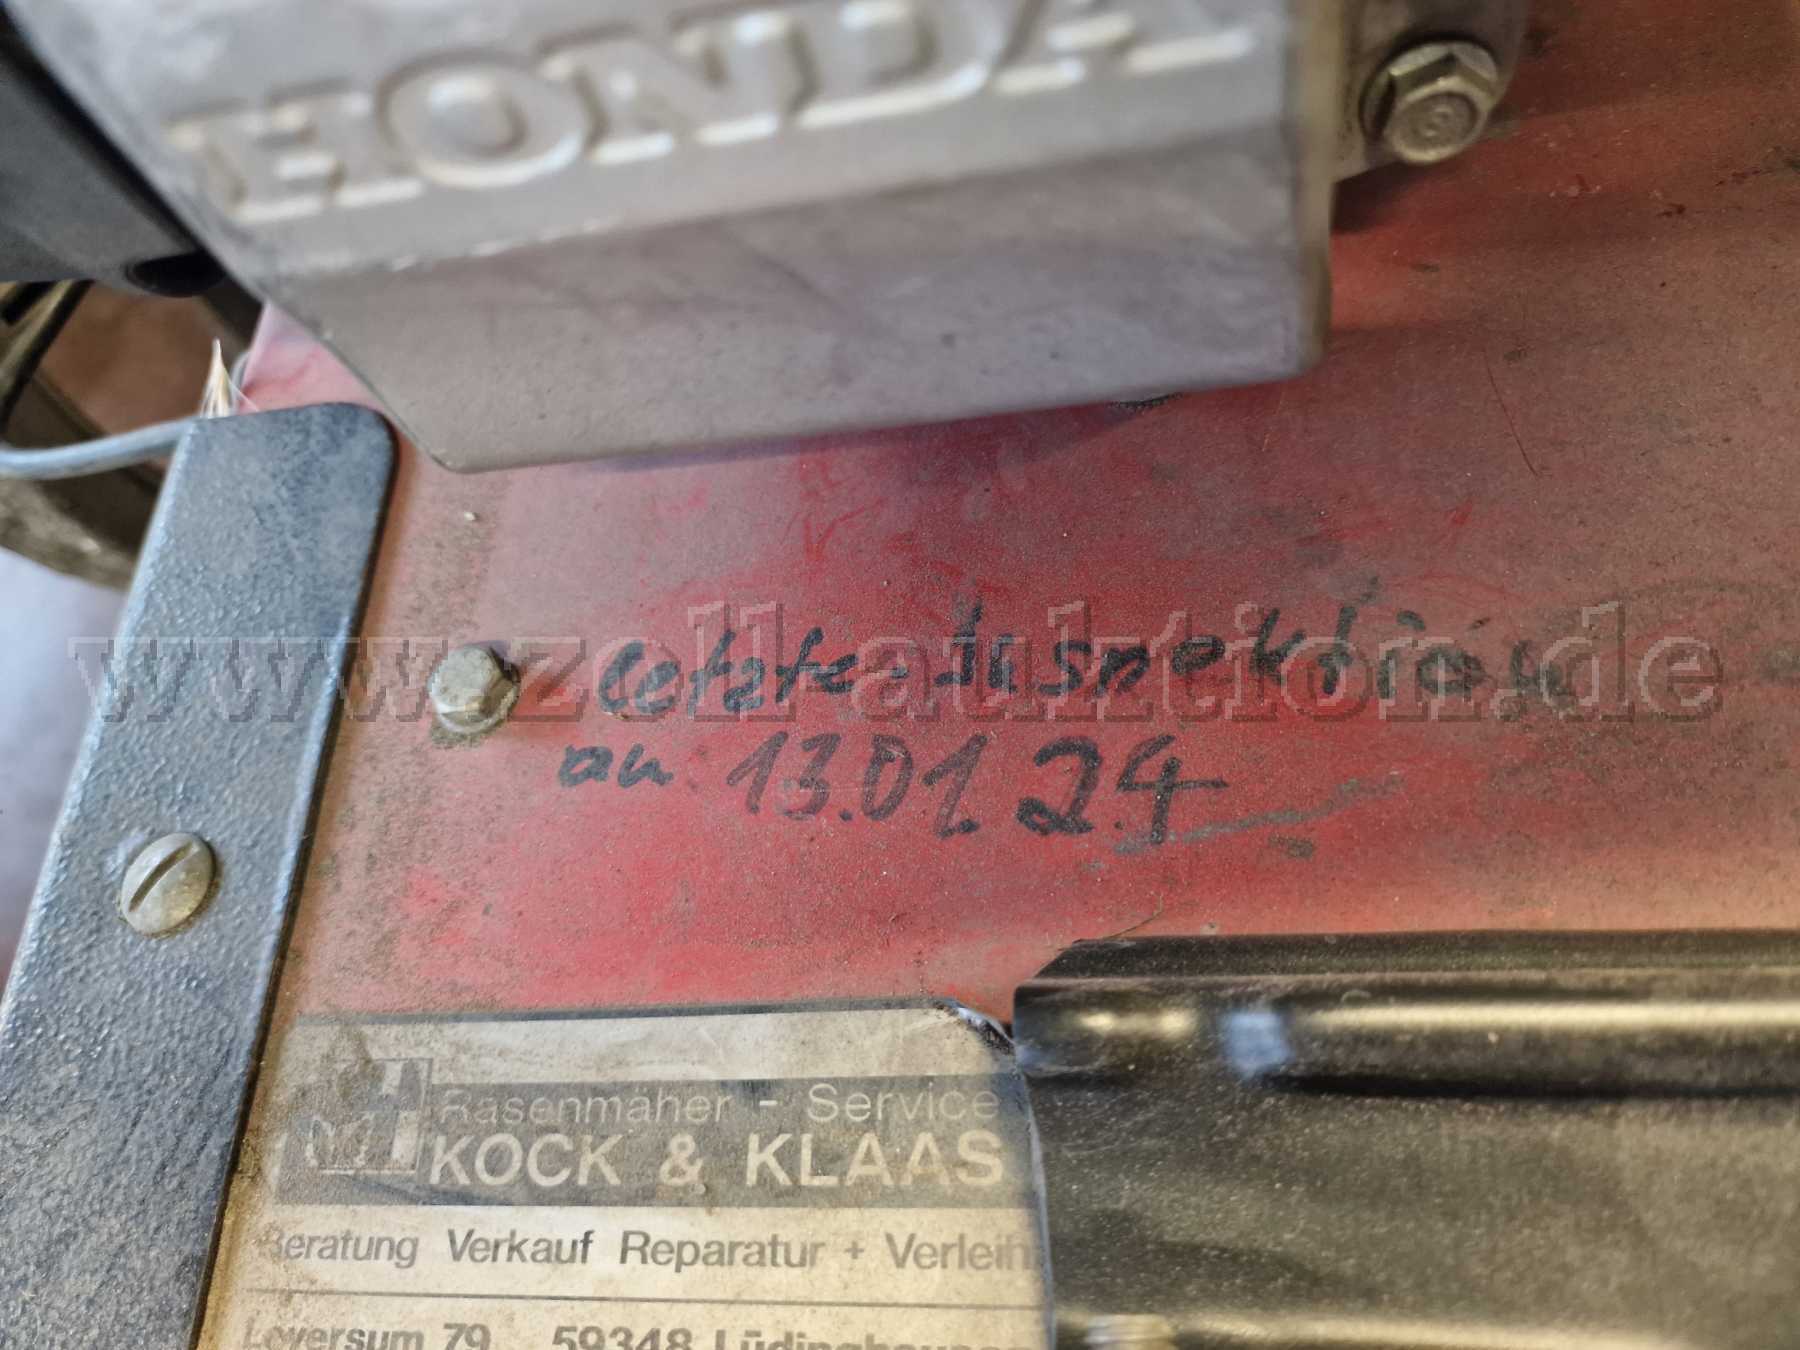 HONDA
www.zoll-auktion.de
letzte Inspektion
am 13.01.24
Rasenmäher - Service
KOCK & KLAAS
Beratung Verkauf Reparatur + Verleih
Leversum 79 59348 Lüdinghausen